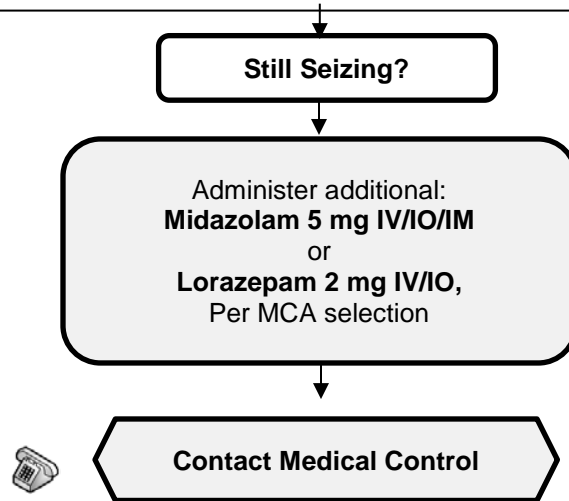 Still Seizing?
Administer additional:
Midazolam 5 mg IV/IO/IM
or
Lorazepam 2 mg IV/IO,
Per MCA selection
Contact Medical Control